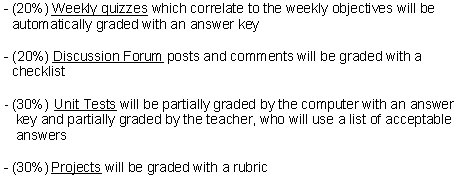 - (20%) Weekly quizzes which correlate to the weekly objectives will be
automatically graded with an answer key
- (20%) Discussion Forum posts and comments will be graded with a
checklist
- (30%) Unit Tests will be partially graded by the computer with an answer
key and partially graded by the teacher, who will use a list of acceptable
answers
- (30%) Projects will be graded with a rubric